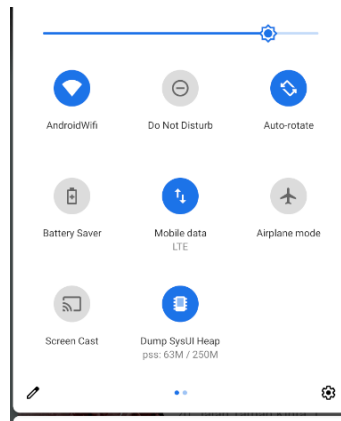 AndroidWifi
Do Not Disturb
Auto-rotate
Battery Saver
Mobile data
LTE
Airplane mode
Screen Cast
Dump SysUI Heap
pss: 63M / 250M